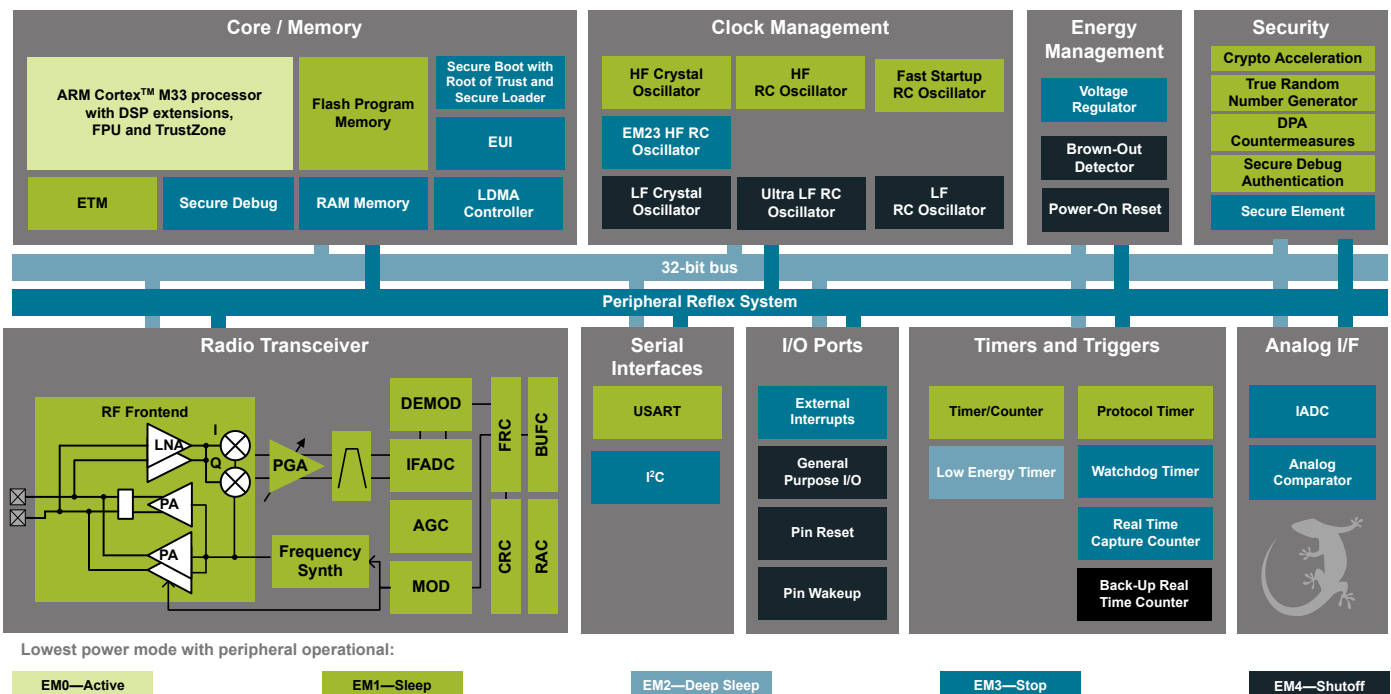 Core / Memory
ARM Cortex™ M33 processor
with DSP extensions,
FPU and TrustZone
Flash Program
Memory
Secure Boot with
Root of Trust and
Secure Loader
EUI
ETM
Secure Debug
RAM Memory
LDMA
Controller
Clock Management
HF Crystal
Oscillator
HF
RC Oscillator
Fast Startup
RC Oscillator
EM23 HF RC
Oscillator
LF Crystal
Oscillator
Ultra LF RC
Oscillator
LF
RC Oscillator
Energy
Management
Voltage
Regulator
Brown-Out
Detector
Power-On Reset
Security
Crypto Acceleration
True Random
Number Generator
DPA
Countermeasures
Secure Debug
Authentication
Secure Element
32-bit bus
Peripheral Reflex System
Radio Transceiver
RF Frontend
LNA
I
Q
PA
PA
PGA
Frequency
Synth
DEMOD
IFADC
AGC
MOD
FRC
BUFC
CRC
RAC
Serial
Interfaces
USART
I²C
I/O Ports
External
Interrupts
General
Purpose I/O
Pin Reset
Pin Wakeup
Timers and Triggers
Timer/Counter
Protocol Timer
Low Energy Timer
Watchdog Timer
Real Time
Capture Counter
Back-Up Real
Time Counter
Analog I/F
IADC
Analog
Comparator
Lowest power mode with peripheral operational:
EM0—Active
EM1—Sleep
EM2—Deep Sleep
EM3—Stop
EM4—Shutoff